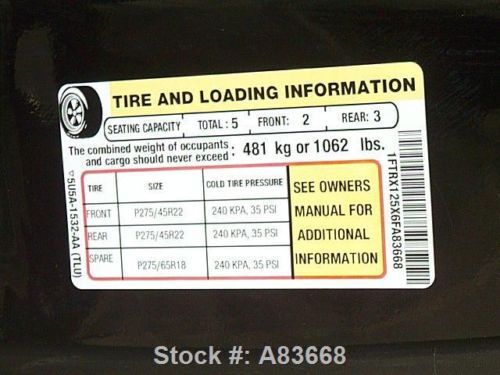 TIRE AND LOADING INFORMATION
SEATING CAPACITY TOTAL : 5 FRONT: 2 REAR: 3
The combined weight of occupants
and cargo should never exceed : 481 kg or 1062 lbs.
TIRE SIZE COLD TIRE PRESSURE
FRONT P275/45R22 240 KPA, 35 PSI
REAR P275/45R22 240 KPA, 35 PSI
SPARE P275/65R18 240 KPA, 35 PSI
SEE OWNERS
MANUAL FOR
ADDITIONAL
INFORMATION
5U5A-1532-AA (TLU)
1FTRX125X6FA83668
Stock #: A83668